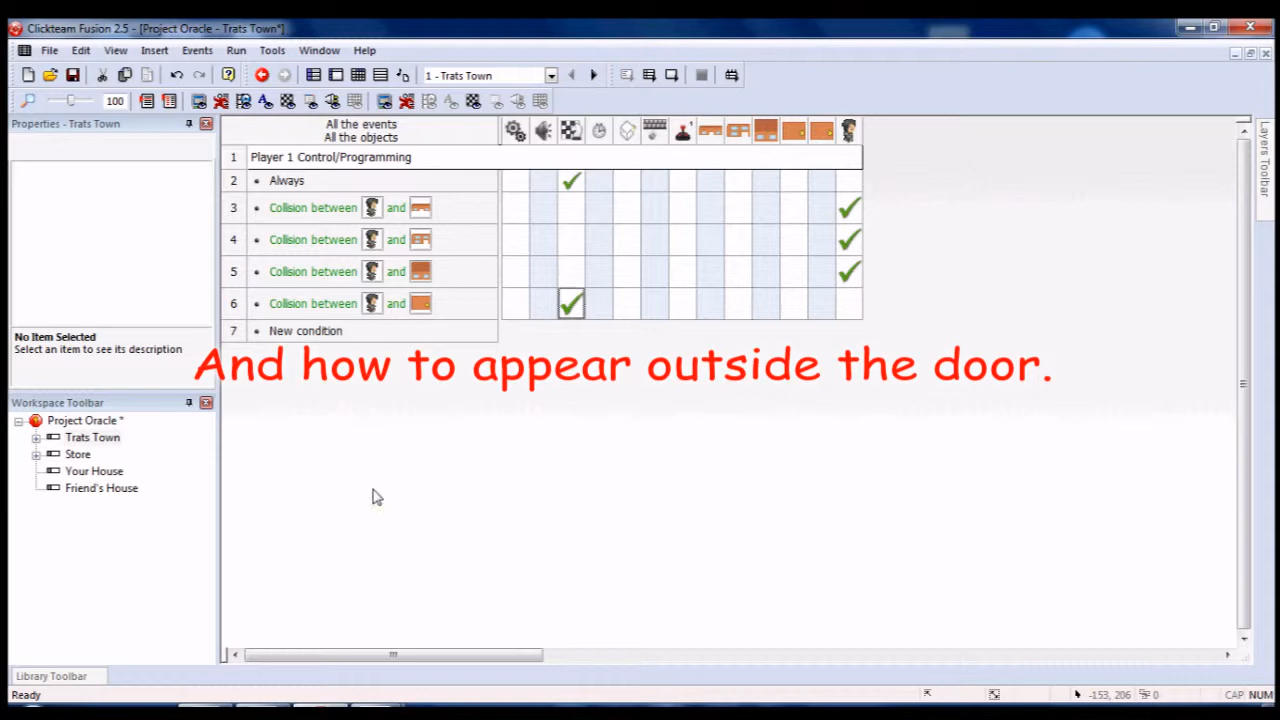 Clickteam Fusion 2.5 - [Project Oracle - Trats Town*]
File Edit View Insert Events Run Tools Window Help
1 - Trats Town
100
Properties - Trats Town
All the events
All the objects
1 Player 1 Control/Programming
2 • Always
3 • Collision between and
4 • Collision between and
5 • Collision between and
6 • Collision between and
7 • New condition
No Item Selected
Select an item to see its description
And how to appear outside the door.
Workspace Toolbar
Project Oracle *
Trats Town
Store
Your House
Friend's House
Layers Toolbar
Library Toolbar
Ready
-153, 206
0
CAP NUM